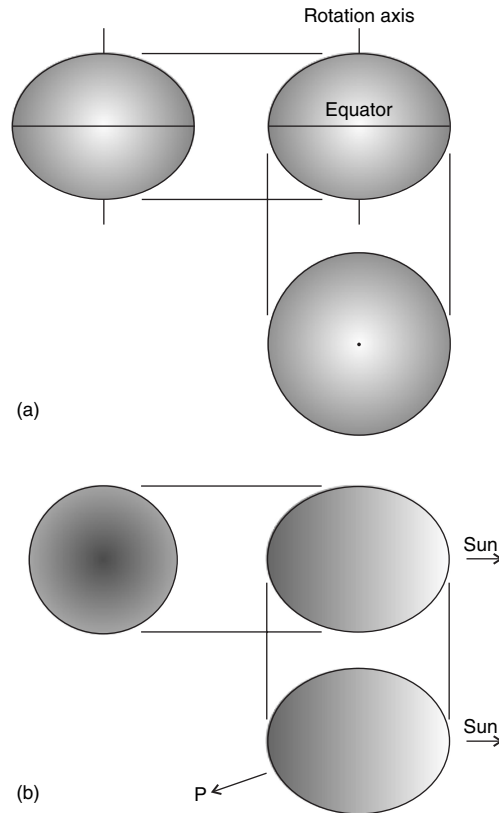 Rotation axis
Equator
(a)
Sun
Sun
P
(b)